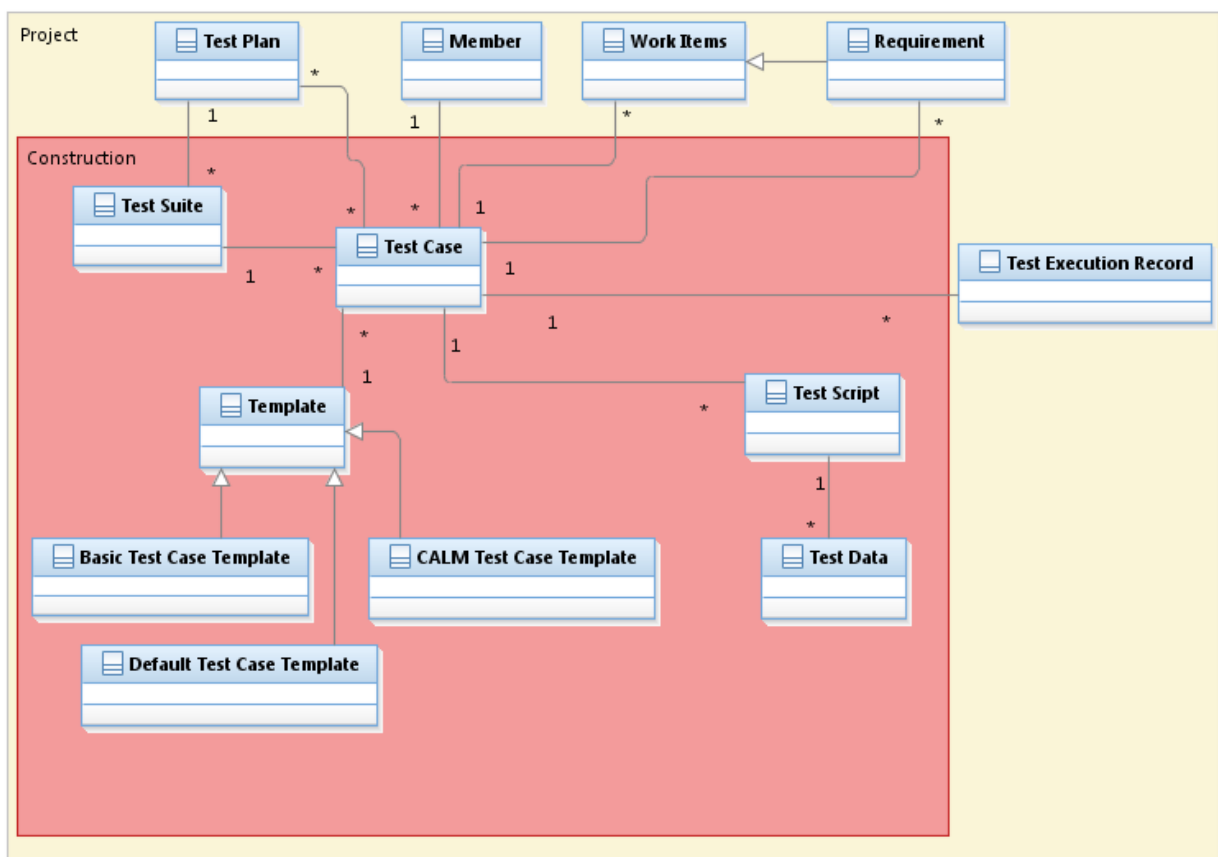 Project
Test Plan
Member
Work Items
Requirement
*
1
1
*
*
Construction
*
Test Suite
*
*
1
Test Case
1
*
1
Test Execution Record
1
*
*
1
1
*
Template
Test Script
1
*
Basic Test Case Template
CALM Test Case Template
Test Data
Default Test Case Template